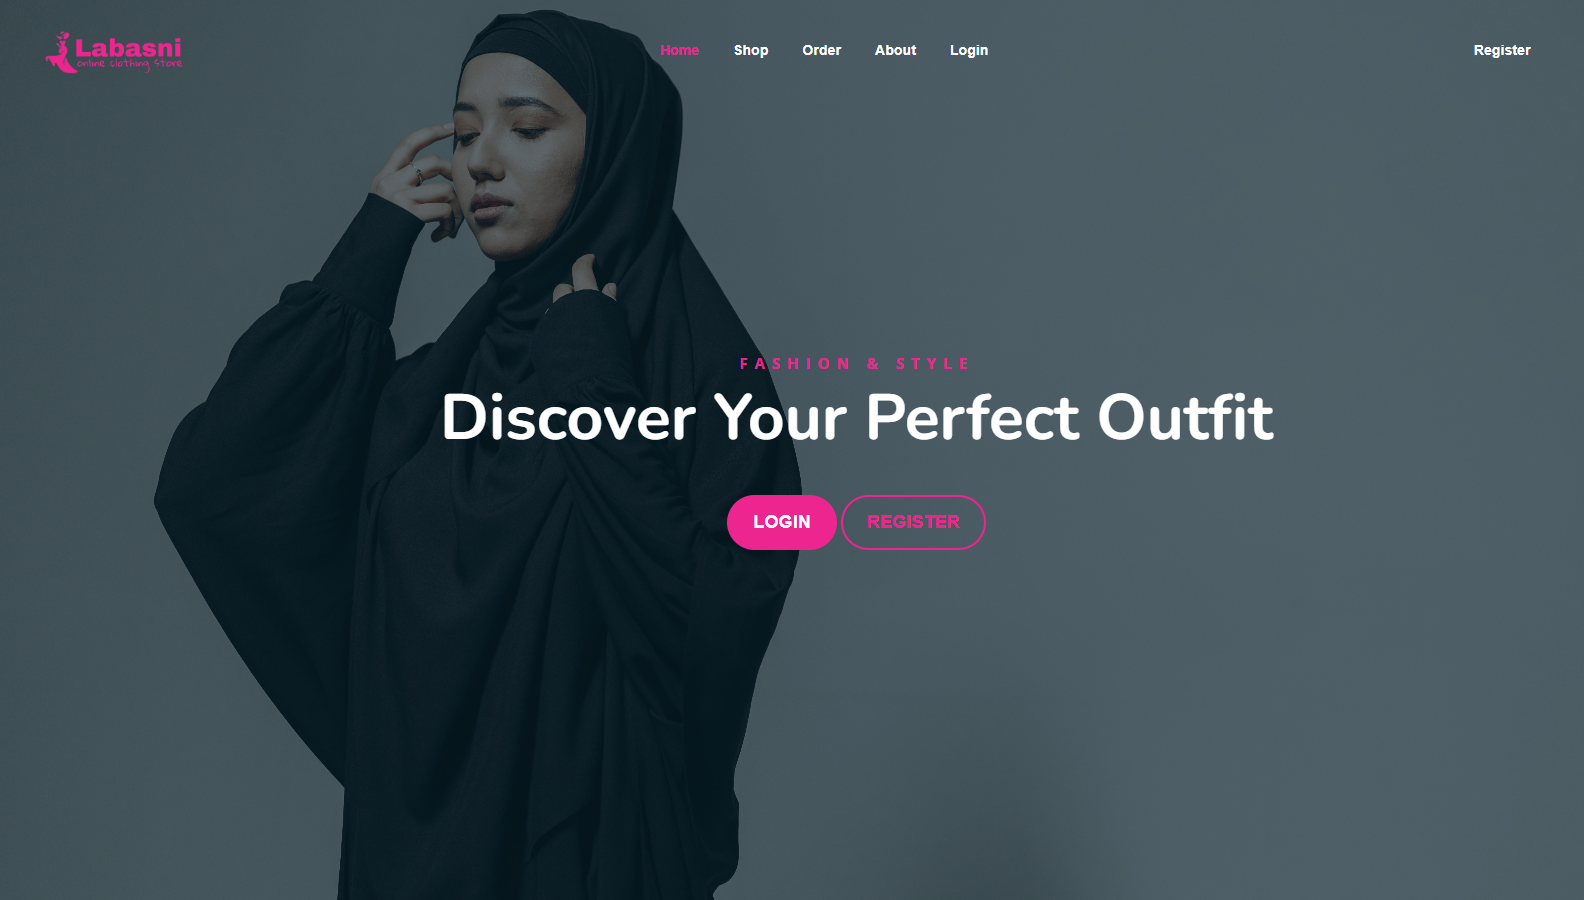 Labasni
online clothing store
Home Shop Order About Login Register
FASHION & STYLE
Discover Your Perfect Outfit
LOGIN REGISTER